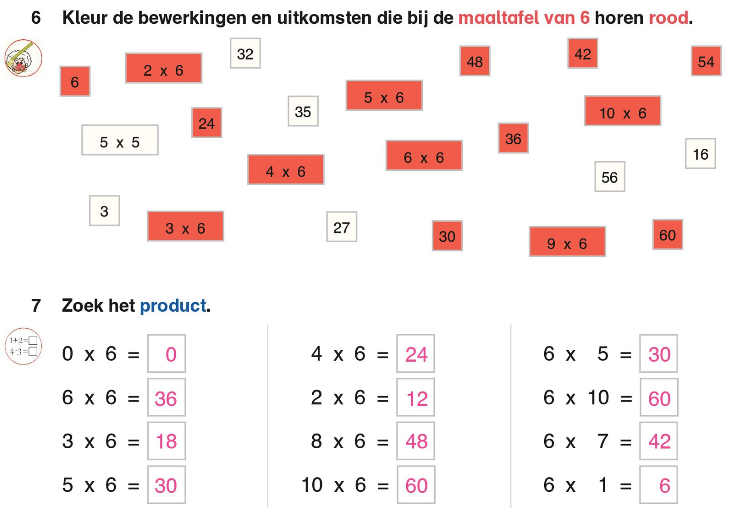 6 Kleur de bewerkingen en uitkomsten die bij de maaltafel van 6 horen rood.
6
2 x 6
32
48
42
54
5 x 6
24
35
10 x 6
5 x 5
36
4 x 6
6 x 6
16
56
3
3 x 6
27
30
9 x 6
60
7 Zoek het product.
1+2=
4-3=
0 x 6 = 0
6 x 6 = 36
3 x 6 = 18
5 x 6 = 30
4 x 6 = 24
2 x 6 = 12
8 x 6 = 48
10 x 6 = 60
6 x 5 = 30
6 x 10 = 60
6 x 7 = 42
6 x 1 = 6